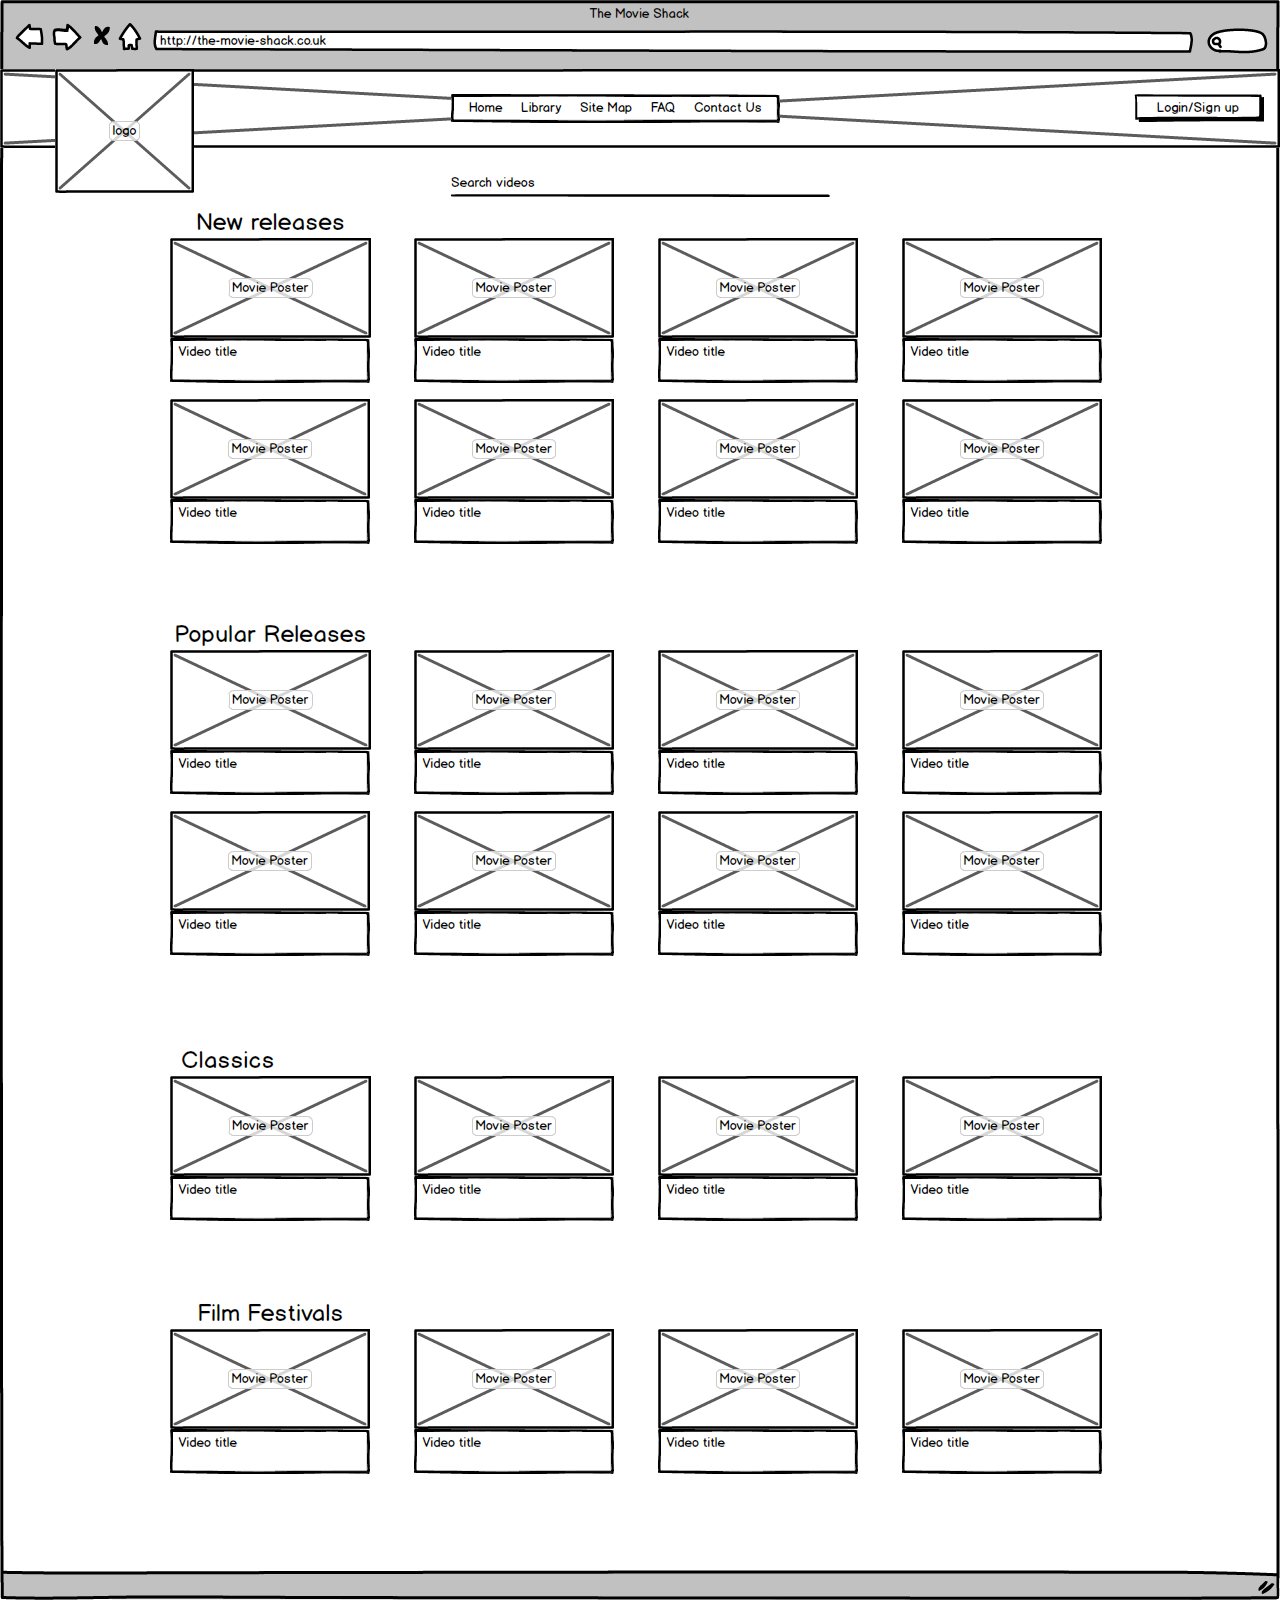 The Movie Shack
http://the-movie-shack.co.uk
logo
Home Library Site Map FAQ Contact Us
Login/Sign up
Search videos
New releases
Movie Poster Movie Poster Movie Poster Movie Poster
Video title Video title Video title Video title
Movie Poster Movie Poster Movie Poster Movie Poster
Video title Video title Video title Video title
Popular Releases
Movie Poster Movie Poster Movie Poster Movie Poster
Video title Video title Video title Video title
Movie Poster Movie Poster Movie Poster Movie Poster
Video title Video title Video title Video title
Classics
Movie Poster Movie Poster Movie Poster Movie Poster
Video title Video title Video title Video title
Film Festivals
Movie Poster Movie Poster Movie Poster Movie Poster
Video title Video title Video title Video title